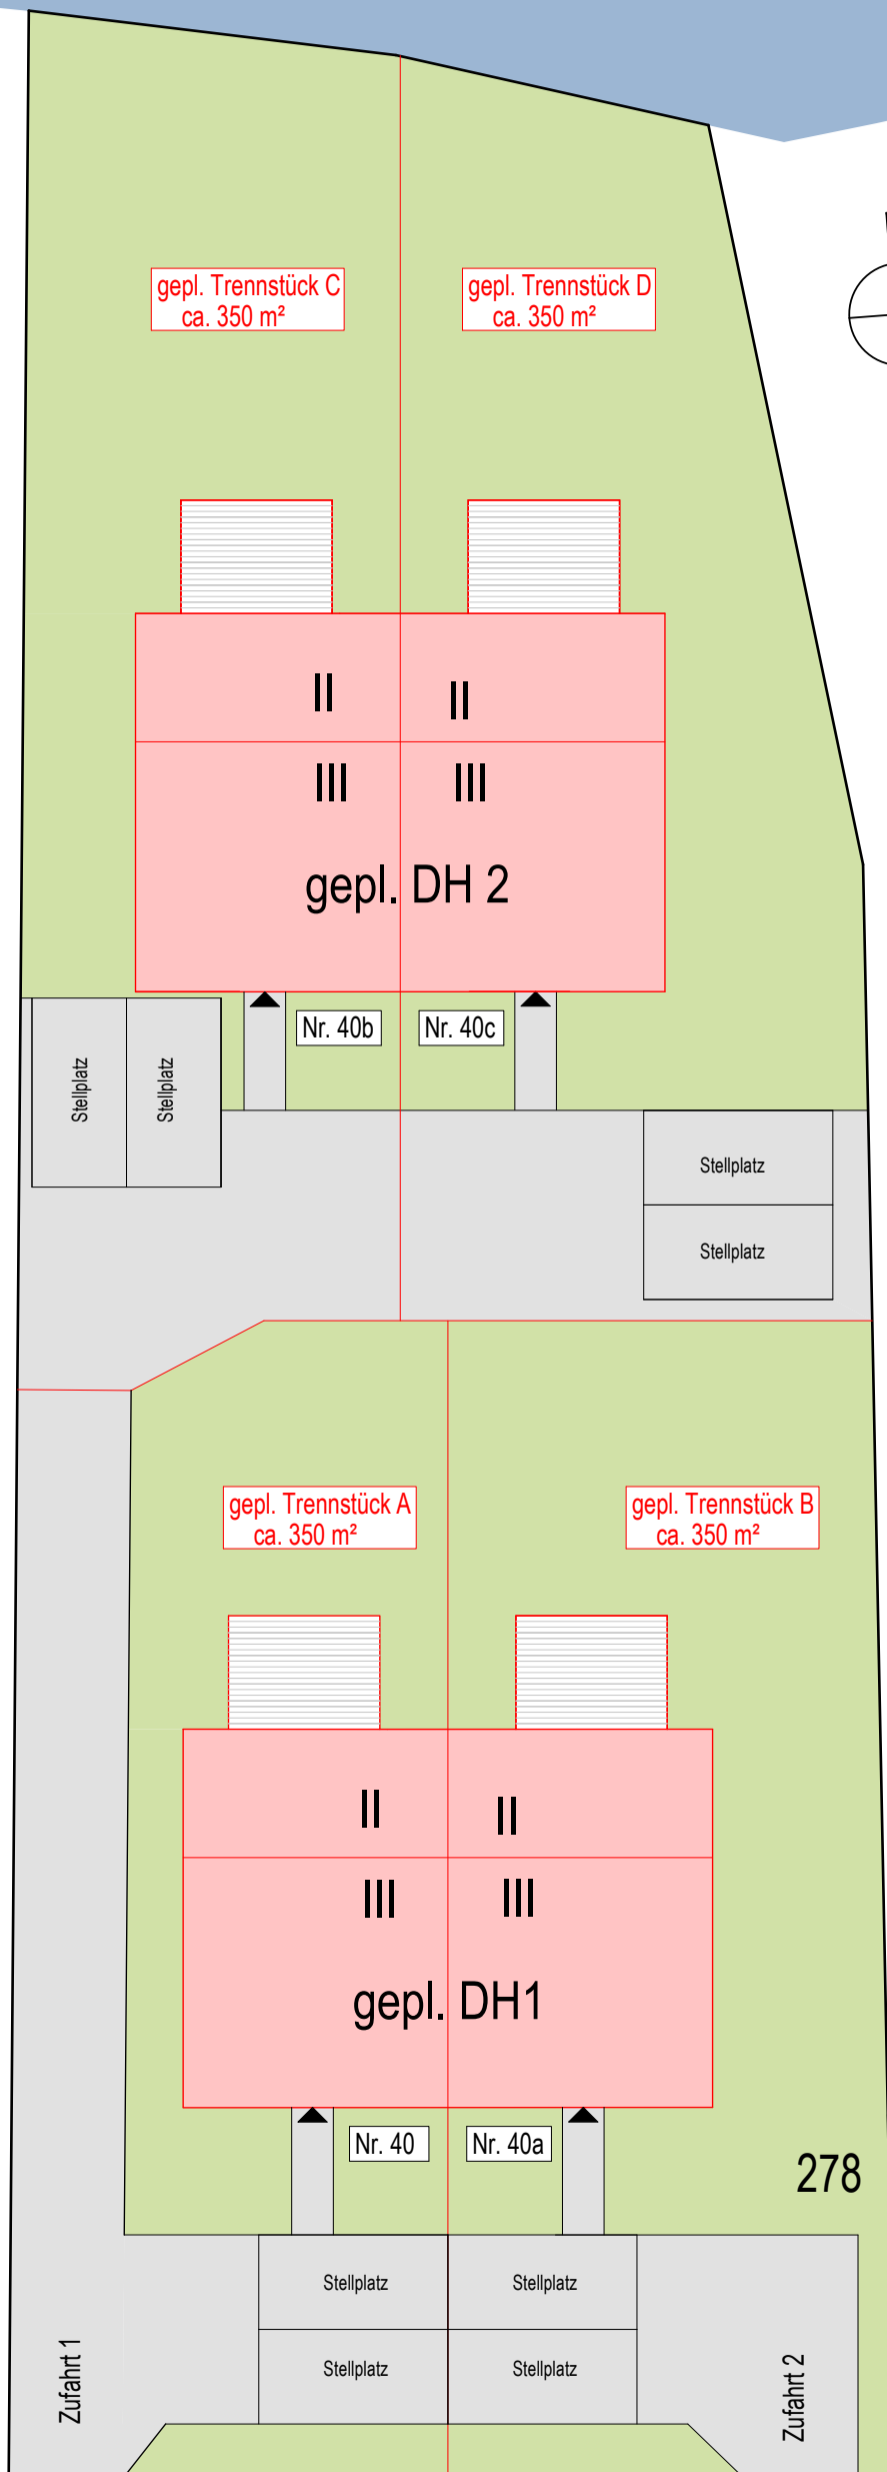 gepl. Trennstück C
ca. 350 m²
gepl. Trennstück D
ca. 350 m²
II
II
III
III
gepl. DH 2
Nr. 40b
Nr. 40c
Stellplatz
Stellplatz
Stellplatz
Stellplatz
gepl. Trennstück A
ca. 350 m²
gepl. Trennstück B
ca. 350 m²
II
II
III
III
gepl. DH1
Nr. 40
Nr. 40a
278
Stellplatz
Stellplatz
Stellplatz
Stellplatz
Zufahrt 1
Zufahrt 2